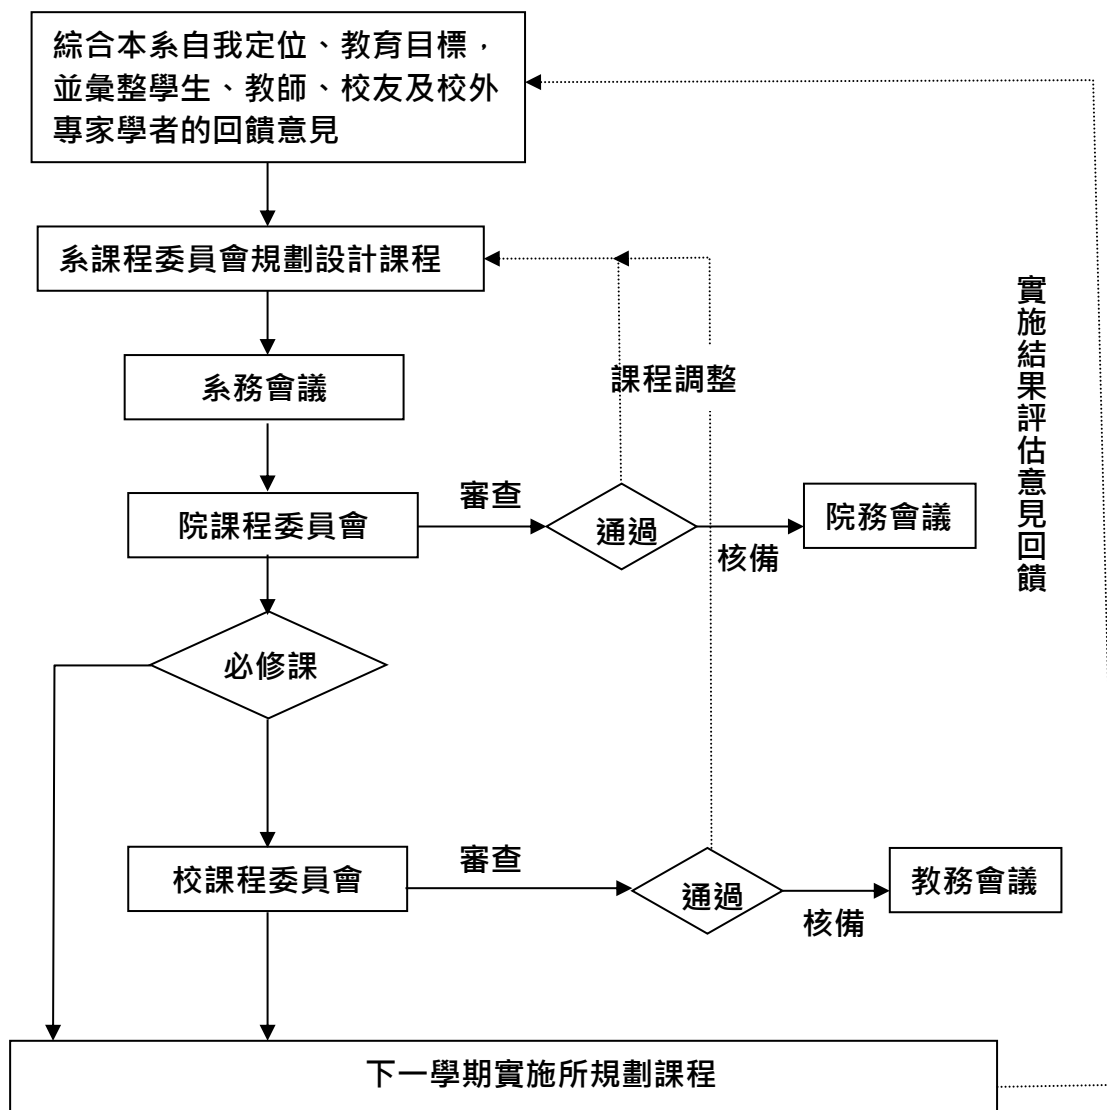 綜合本系自我定位、教育目標，
並彙整學生、教師、校友及校外
專家學者的回饋意見
系課程委員會規劃設計課程
系務會議
課程調整
實施結果評估意見回饋
院課程委員會
審查
通過
核備
院務會議
必修課
校課程委員會
審查
通過
核備
教務會議
下一學期實施所規劃課程